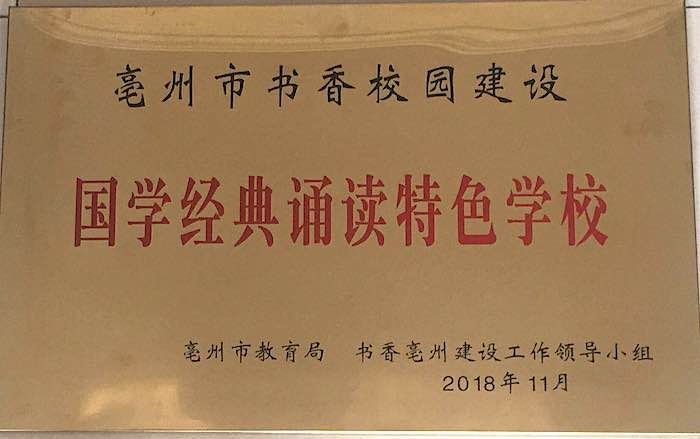 亳州市书香校园建设
国学经典诵读特色学校
亳州市教育局 书香亳州建设工作领导小组
2018年11月